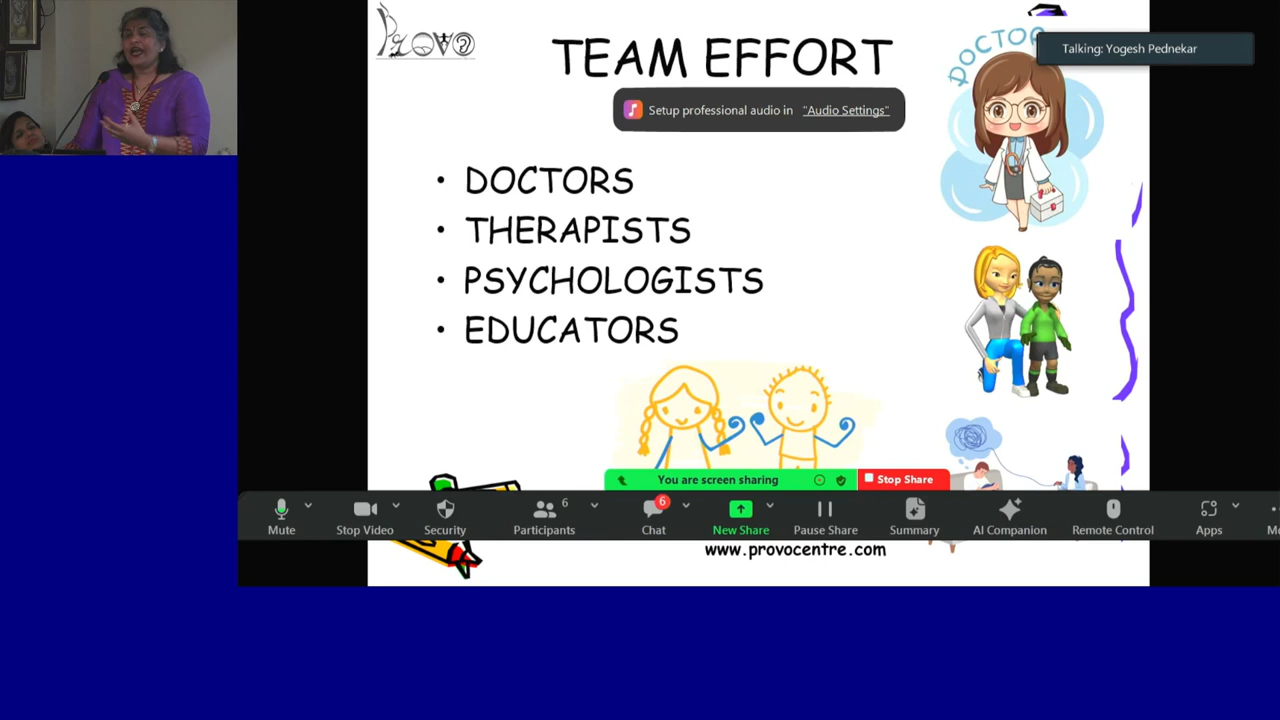 Provo
TEAM EFFORT
DOCTOR
Talking: Yogesh Pednekar
Setup professional audio in "Audio Settings"
• DOCTORS
• THERAPISTS
• PSYCHOLOGISTS
• EDUCATORS
You are screen sharing
Stop Share
6
6
Mute
Stop Video
Security
Participants
Chat
New Share
Pause Share
Summary
AI Companion
Remote Control
Apps
www.provocentre.com